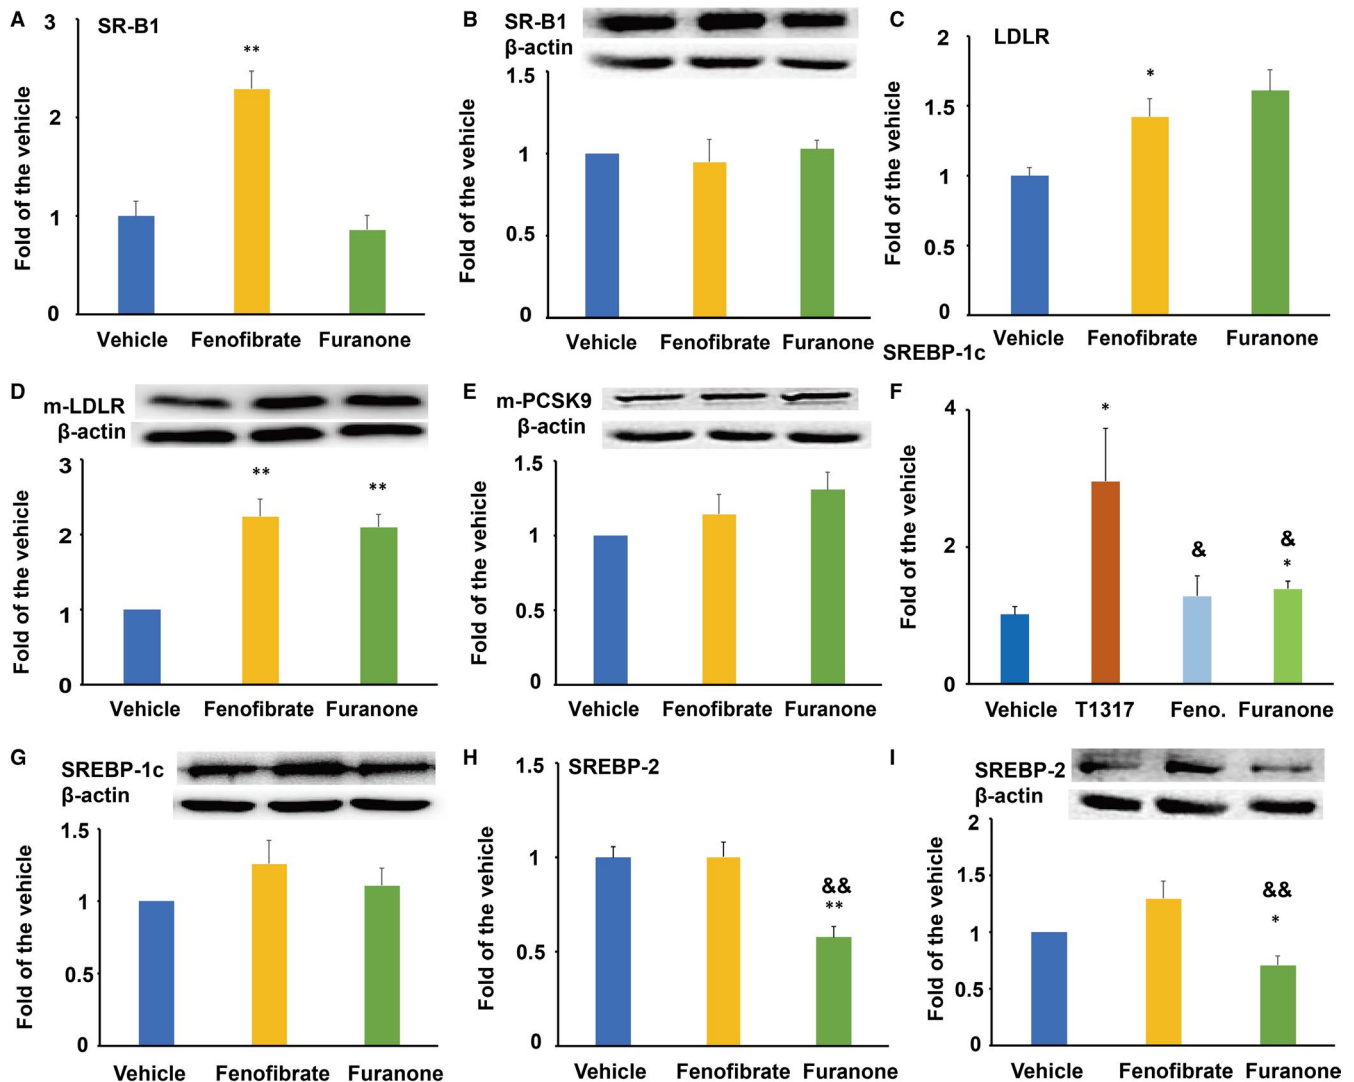 A
SR-B1
Fold of the vehicle
3
2
1
0
**
Vehicle Fenofibrate Furanone
B
SR-B1
β-actin
Fold of the vehicle
1.5
1
0.5
0
Vehicle Fenofibrate Furanone
C
LDLR
Fold of the vehicle
2
1.5
1
0.5
0
*
Vehicle Fenofibrate Furanone
D
m-LDLR
β-actin
Fold of the vehicle
3
2
1
0
**
**
Vehicle Fenofibrate Furanone
E
m-PCSK9
β-actin
Fold of the vehicle
1.5
1
0.5
0
Vehicle Fenofibrate Furanone
SREBP-1c
F
Fold of the vehicle
4
2
0
*
&
&
*
Vehicle T1317 Feno. Furanone
G
SREBP-1c
β-actin
Fold of the vehicle
1.5
1
0.5
0
Vehicle Fenofibrate Furanone
H
SREBP-2
Fold of the vehicle
1.5
1
0.5
0
&&
**
Vehicle Fenofibrate Furanone
I
SREBP-2
β-actin
Fold of the vehicle
2
1.5
1
0.5
0
&&
*
Vehicle Fenofibrate Furanone